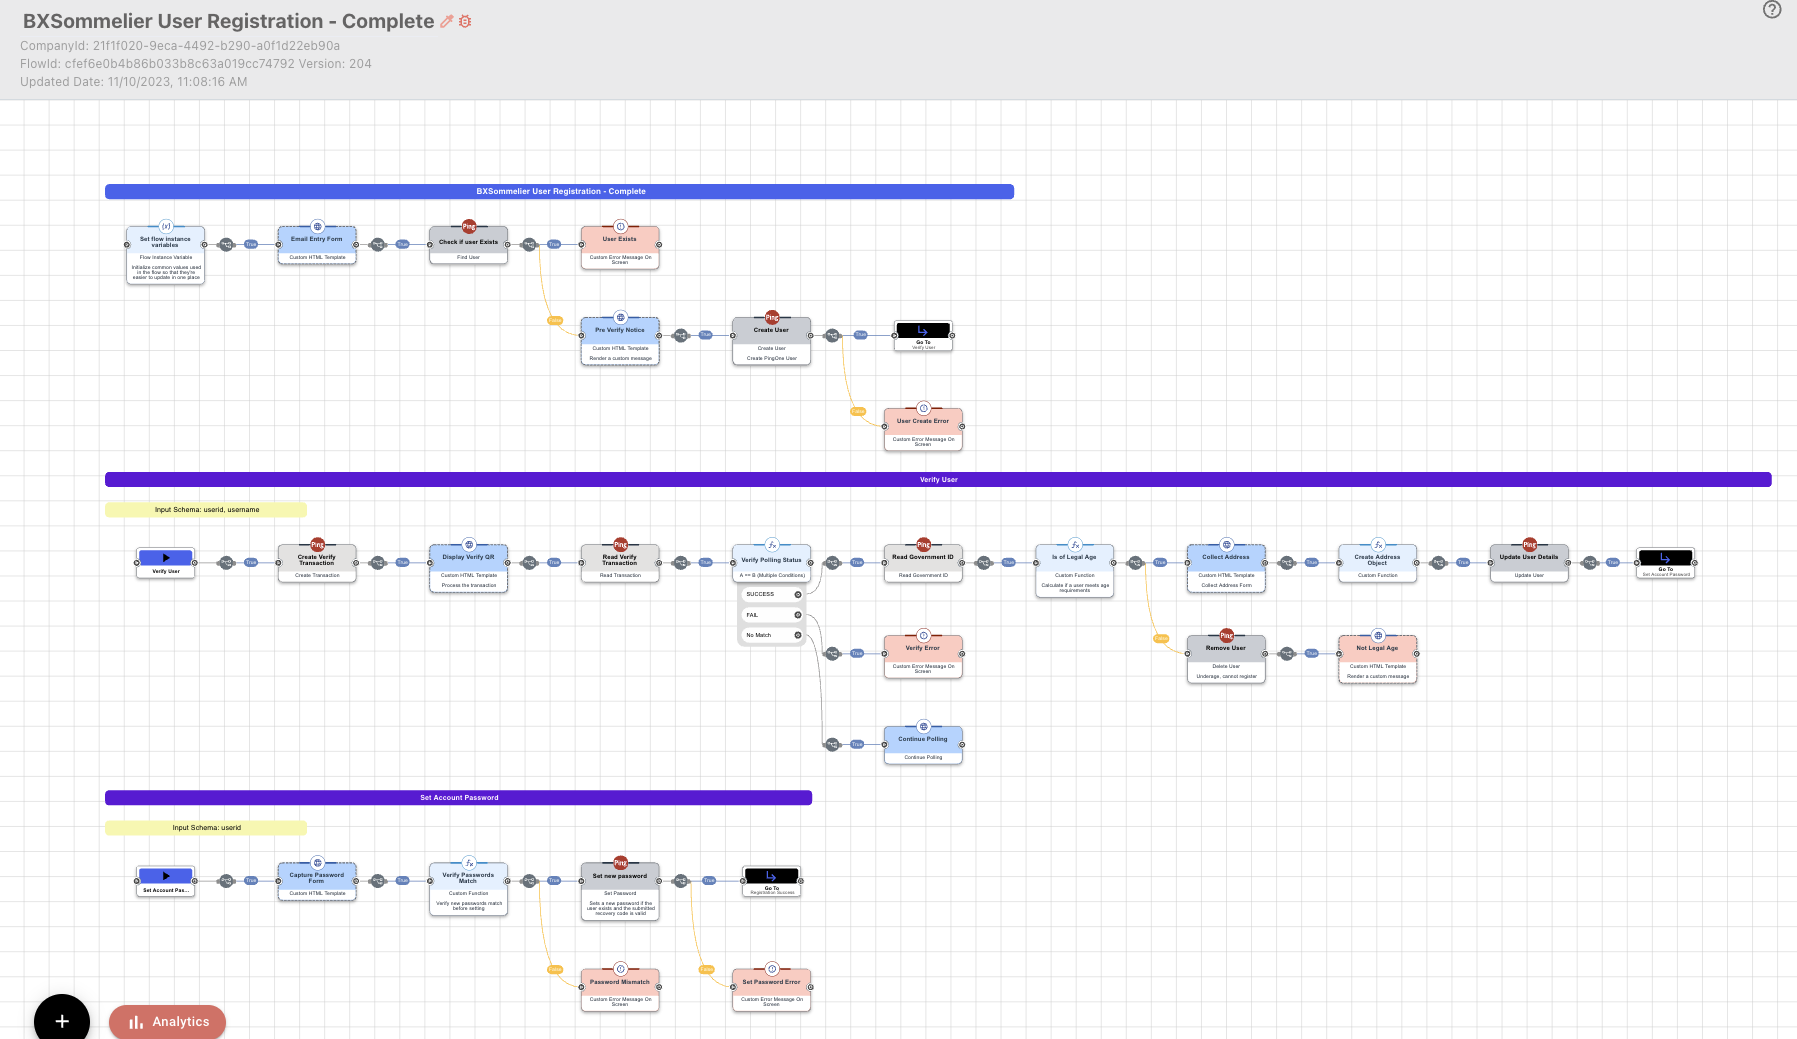 BXSommelier User Registration - Complete
CompanyId: 21f1f020-9eca-4492-b290-a0f1d22eb90a
FlowId: cfef6e0b4b86b033b8c63a019cc74792 Version: 204
Updated Date: 11/10/2023, 11:08:16 AM
BXSommelier User Registration - Complete
Set flow instance
variables
Flow Instance Variable
Initialize common values used
in the flow so that they're
easier to update in one place
True
Email Entry Form
Custom HTML Template
True
Ping
Check if user Exists
Find User
True
User Exists
Custom Error Message On
Screen
False
Pre Verify Notice
Custom HTML Template
Render a custom message
True
Ping
Create User
Create User
Create PingOne User
True
Go To
Verify User
False
User Create Error
Custom Error Message On
Screen
Verify User
Input Schema: userid, username
Verify User
True
Ping
Create Verify
Transaction
Create Transaction
True
Display Verify QR
Custom HTML Template
Process the transaction
True
Ping
Read Verify
Transaction
Read Transaction
True
Verify Polling Status
A == B (Multiple Conditions)
SUCCESS
FAIL
No Match
True
Ping
Read Government ID
Read Government ID
True
Is of Legal Age
Custom Function
Calculate if a user meets age
requirements
True
Collect Address
Custom HTML Template
Collect Address Form
True
Create Address
Object
Custom Function
True
Ping
Update User Details
Update User
True
Go To
Set Account Password
True
Verify Error
Custom Error Message On
Screen
False
Ping
Remove User
Delete User
Underage, cannot register
True
Not Legal Age
Custom HTML Template
Render a custom message
True
Continue Polling
Continue Polling
Set Account Password
Input Schema: userid
Set Account Pas...
True
Capture Password
Form
Custom HTML Template
True
Verify Passwords
Match
Custom Function
Verify new passwords match
before setting
True
Ping
Set new password
Set Password
Sets a new password if the
user exists and the submitted
recovery code is valid
True
Go To
Registration Success
False
Password Mismatch
Custom Error Message On
Screen
False
Set Password Error
Custom Error Message On
Screen
Analytics